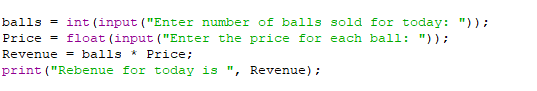 balls = int(input("Enter number of balls sold for today: "));
Price = float(input("Enter the price for each ball: "));
Revenue = balls * Price;
print("Rebenue for today is ", Revenue);